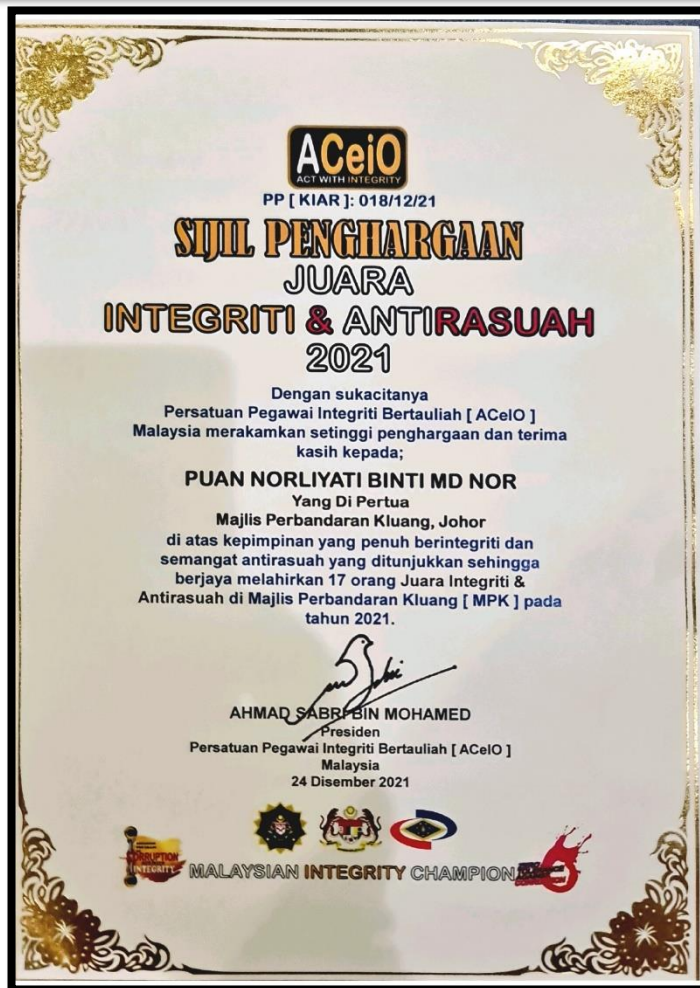 ACeiO
ACT WITH INTEGRITY
PP [ KIAR ]: 018/12/21
SIJIL PENGHARGAAN
JUARA
INTEGRITI & ANTIRASUAH
2021
Dengan sukacitanya
Persatuan Pegawai Integriti Bertauliah [ ACeIO ]
Malaysia merakamkan setinggi penghargaan dan terima
kasih kepada;
PUAN NORLIYATI BINTI MD NOR
Yang Di Pertua
Majlis Perbandaran Kluang, Johor
di atas kepimpinan yang penuh berintegriti dan
semangat antirasuah yang ditunjukkan sehingga
berjaya melahirkan 17 orang Juara Integriti &
Antirasuah di Majlis Perbandaran Kluang [ MPK ] pada
tahun 2021.
AHMAD SABRI BIN MOHAMED
Presiden
Persatuan Pegawai Integriti Bertauliah [ ACeIO ]
Malaysia
24 Disember 2021
CORRUPTION
INTEGRITY
MALAYSIAN INTEGRITY CHAMPION